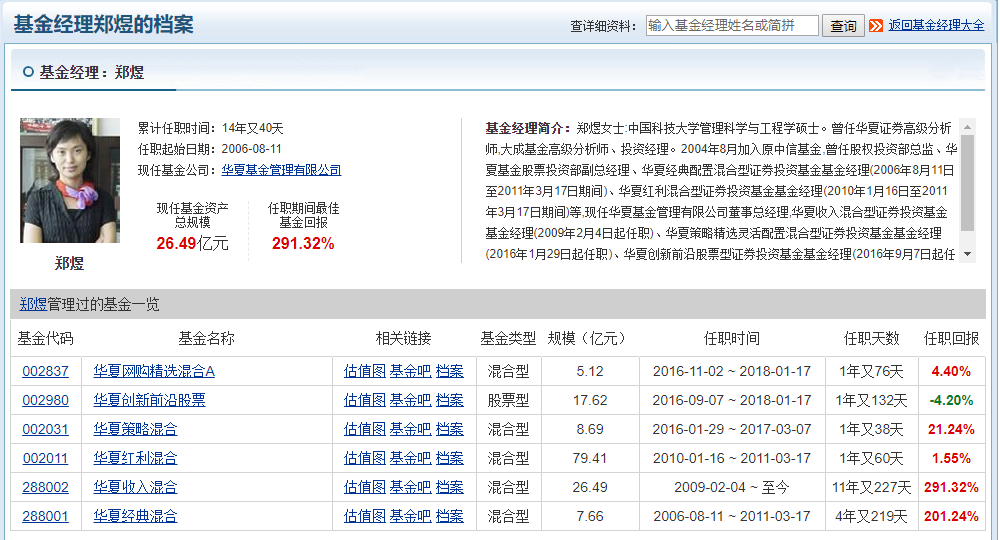 基金经理郑煜的档案
查详细资料： 输入基金经理姓名或简拼 查询 返回基金经理大全
基金经理：郑煜
累计任职时间：14年又40天
任职起始日期：2006-08-11
现任基金公司：华夏基金管理有限公司
现任基金资产
总规模
26.49亿元
任职期间最佳
基金回报
291.32%
郑煜
基金经理简介：郑煜女士:中国科技大学管理科学与工程学硕士。曾任华夏证券高级分析
师,大成基金高级分析师、投资经理。2004年8月加入原中信基金,曾任股权投资部总监、华
夏基金股票投资部副总经理、华夏经典配置混合型证券投资基金基金经理(2006年8月11日
至2011年3月17日期间)、华夏红利混合型证券投资基金基金经理(2010年1月16日至2011
年3月17日期间)等,现任华夏基金管理有限公司董事总经理,华夏收入混合型证券投资基金
基金经理(2009年2月4日起任职)、华夏策略精选灵活配置混合型证券投资基金基金经理
(2016年1月29日起任职)、华夏创新前沿股票型证券投资基金基金经理(2016年9月7日起任
郑煜管理过的基金一览
基金代码 基金名称 相关链接 基金类型 规模（亿元） 任职时间 任职天数 任职回报
002837 华夏网购精选混合A 估值图 基金吧 档案 混合型 5.12 2016-11-02 ~ 2018-01-17 1年又76天 4.40%
002980 华夏创新前沿股票 估值图 基金吧 档案 股票型 17.62 2016-09-07 ~ 2018-01-17 1年又132天 -4.20%
002031 华夏策略混合 估值图 基金吧 档案 混合型 8.69 2016-01-29 ~ 2017-03-07 1年又38天 21.24%
002011 华夏红利混合 估值图 基金吧 档案 混合型 79.41 2010-01-16 ~ 2011-03-17 1年又60天 1.55%
288002 华夏收入混合 估值图 基金吧 档案 混合型 26.49 2009-02-04 ~ 至今 11年又227天 291.32%
288001 华夏经典混合 估值图 基金吧 档案 混合型 7.66 2006-08-11 ~ 2011-03-17 4年又219天 201.24%